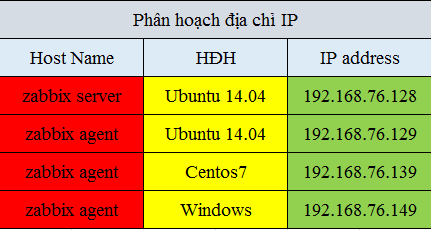 Phân hoạch địa chỉ IP
Host Name HĐH IP address
zabbix server Ubuntu 14.04 192.168.76.128
zabbix agent Ubuntu 14.04 192.168.76.129
zabbix agent Centos7 192.168.76.139
zabbix agent Windows 192.168.76.149